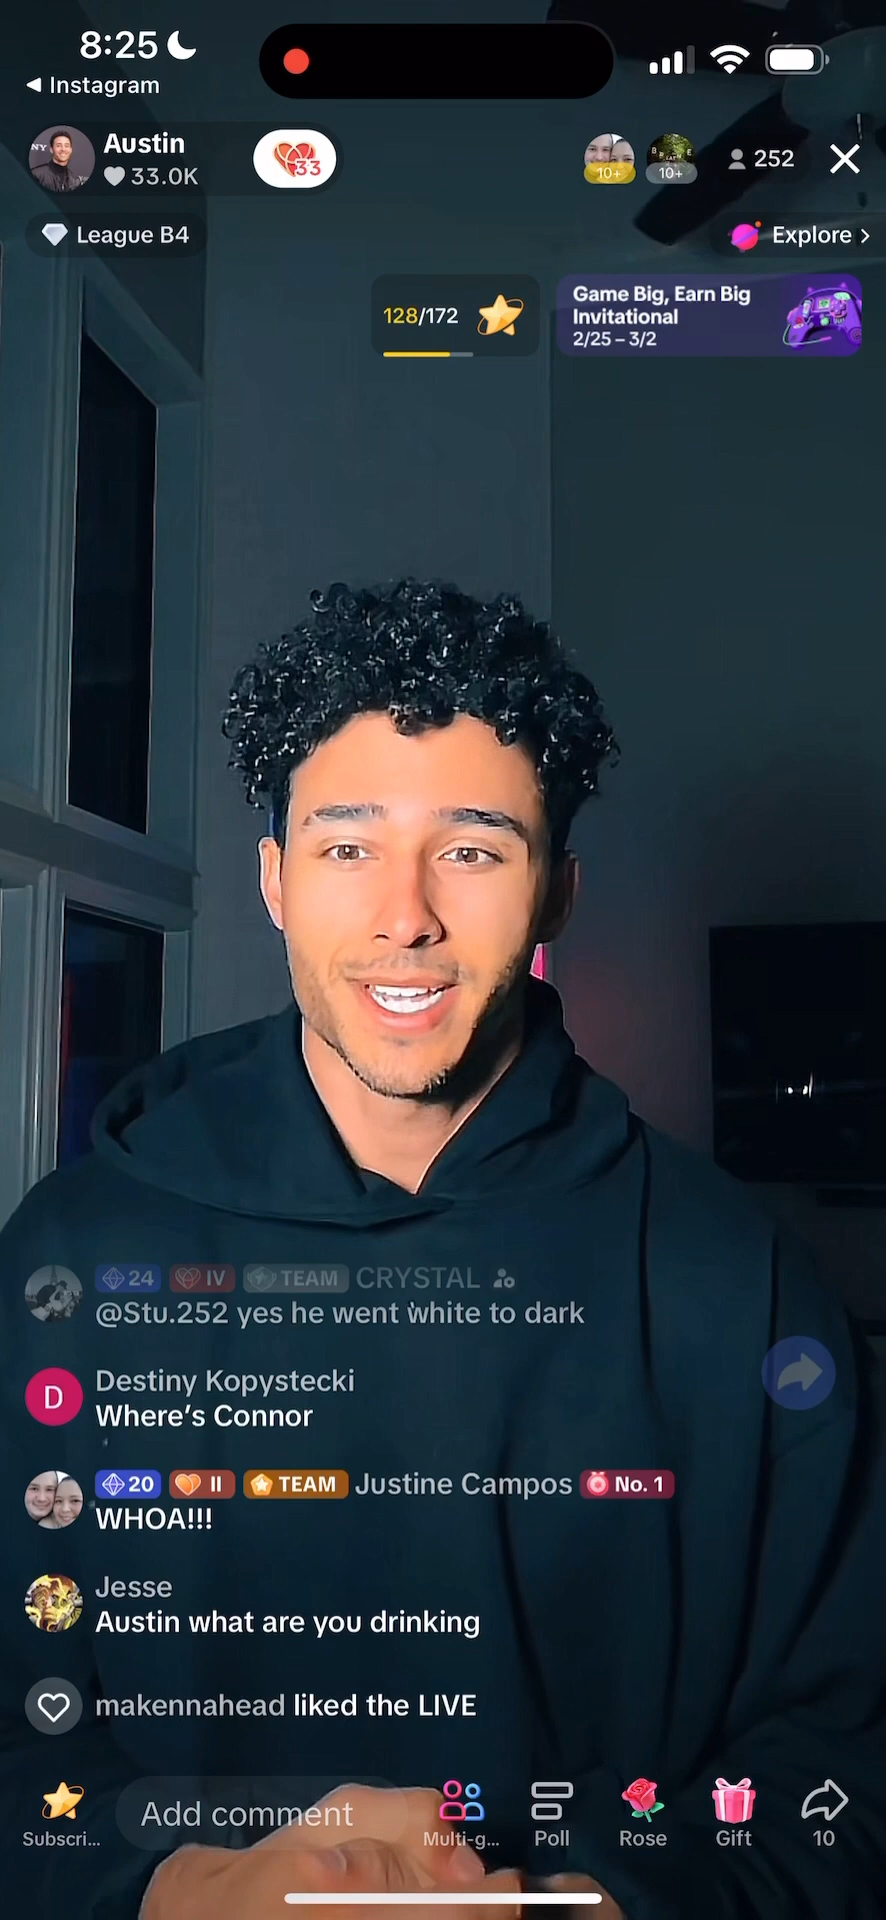 8:25
Instagram
NY
Austin
33.0K
33
10+
10+
252
League B4
Explore
128/172
Game Big, Earn Big
Invitational
2/25 – 3/2
24 IV TEAM CRYSTAL
@Stu.252 yes he went white to dark
D
Destiny Kopystecki
Where's Connor
20 II TEAM Justine Campos No. 1
WHOA!!!
Jesse
Austin what are you drinking
makennahead liked the LIVE
Add comment
Subscri... Multi-g... Poll Rose Gift 10